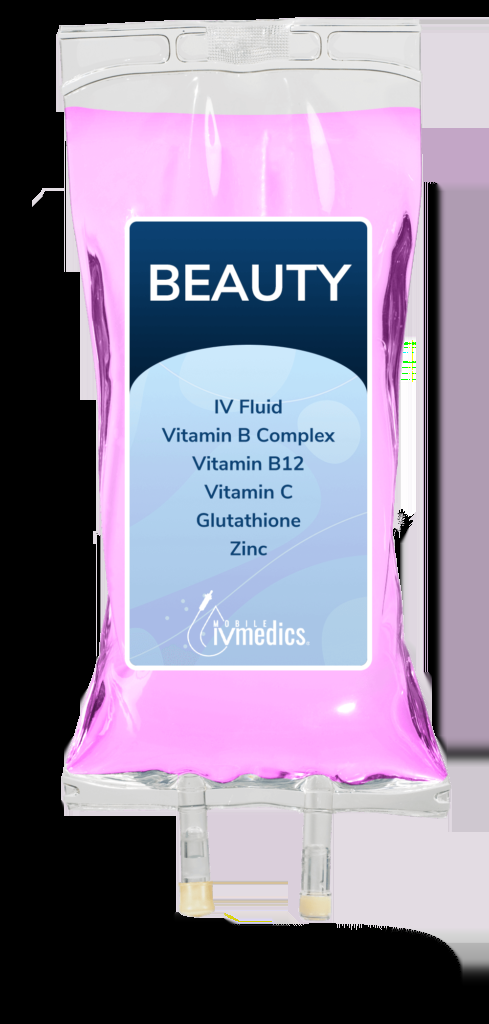 BEAUTY
IV Fluid
Vitamin B Complex
Vitamin B12
Vitamin C
Glutathione
Zinc
MOBILE
ivmedics®